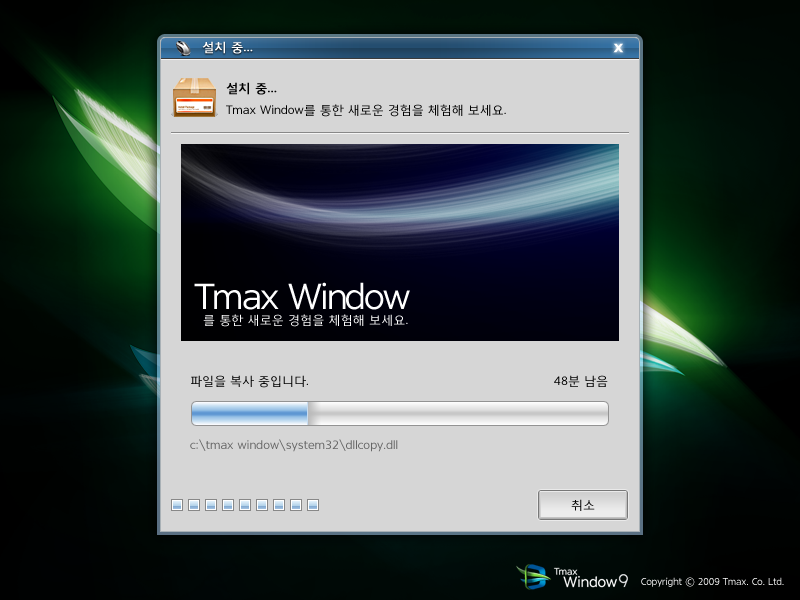 설치 중...
설치 중...
Tmax Window를 통한 새로운 경험을 체험해 보세요.
Tmax Window
를 통한 새로운 경험을 체험해 보세요.
파일을 복사 중입니다.
48분 남음
c:\tmax window\system32\dllcopy.dll
취소
Tmax
Window 9
Copyright © 2009 Tmax. Co. Ltd.